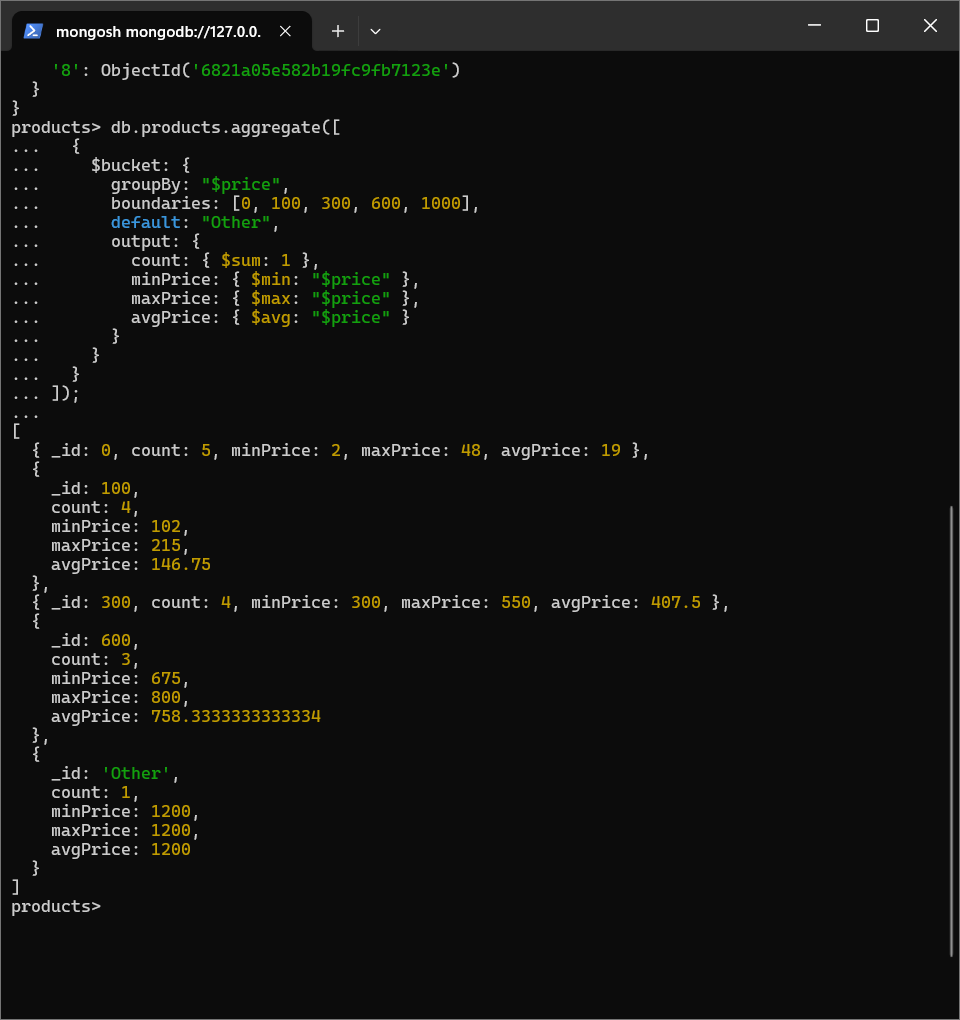 mongosh mongodb://127.0.0.
    '8': ObjectId('6821a05e582b19fc9fb7123e')
  }
}
products> db.products.aggregate([
...   {
...     $bucket: {
...       groupBy: "$price",
...       boundaries: [0, 100, 300, 600, 1000],
...       default: "Other",
...       output: {
...         count: { $sum: 1 },
...         minPrice: { $min: "$price" },
...         maxPrice: { $max: "$price" },
...         avgPrice: { $avg: "$price" }
...       }
...     }
...   }
... ]);
...
[
  { _id: 0, count: 5, minPrice: 2, maxPrice: 48, avgPrice: 19 },
  {
    _id: 100,
    count: 4,
    minPrice: 102,
    maxPrice: 215,
    avgPrice: 146.75
  },
  { _id: 300, count: 4, minPrice: 300, maxPrice: 550, avgPrice: 407.5 },
  {
    _id: 600,
    count: 3,
    minPrice: 675,
    maxPrice: 800,
    avgPrice: 758.3333333333334
  },
  {
    _id: 'Other',
    count: 1,
    minPrice: 1200,
    maxPrice: 1200,
    avgPrice: 1200
  }
]
products>